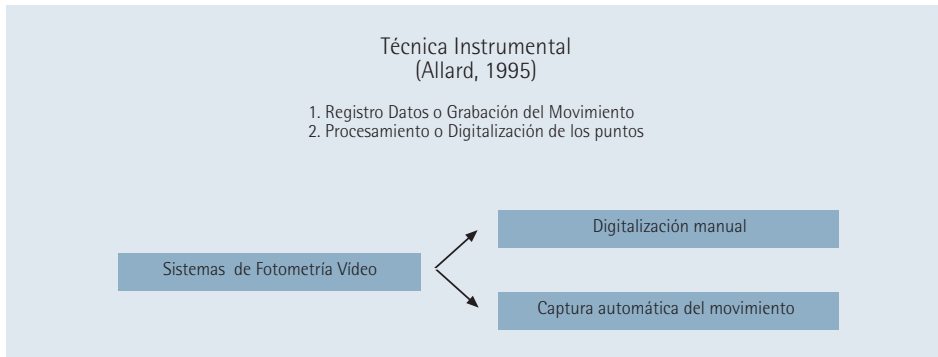 Técnica Instrumental
(Allard, 1995)
1. Registro Datos o Grabación del Movimiento
2. Procesamiento o Digitalización de los puntos
Digitalización manual
Sistemas de Fotometría Vídeo
Captura automática del movimiento